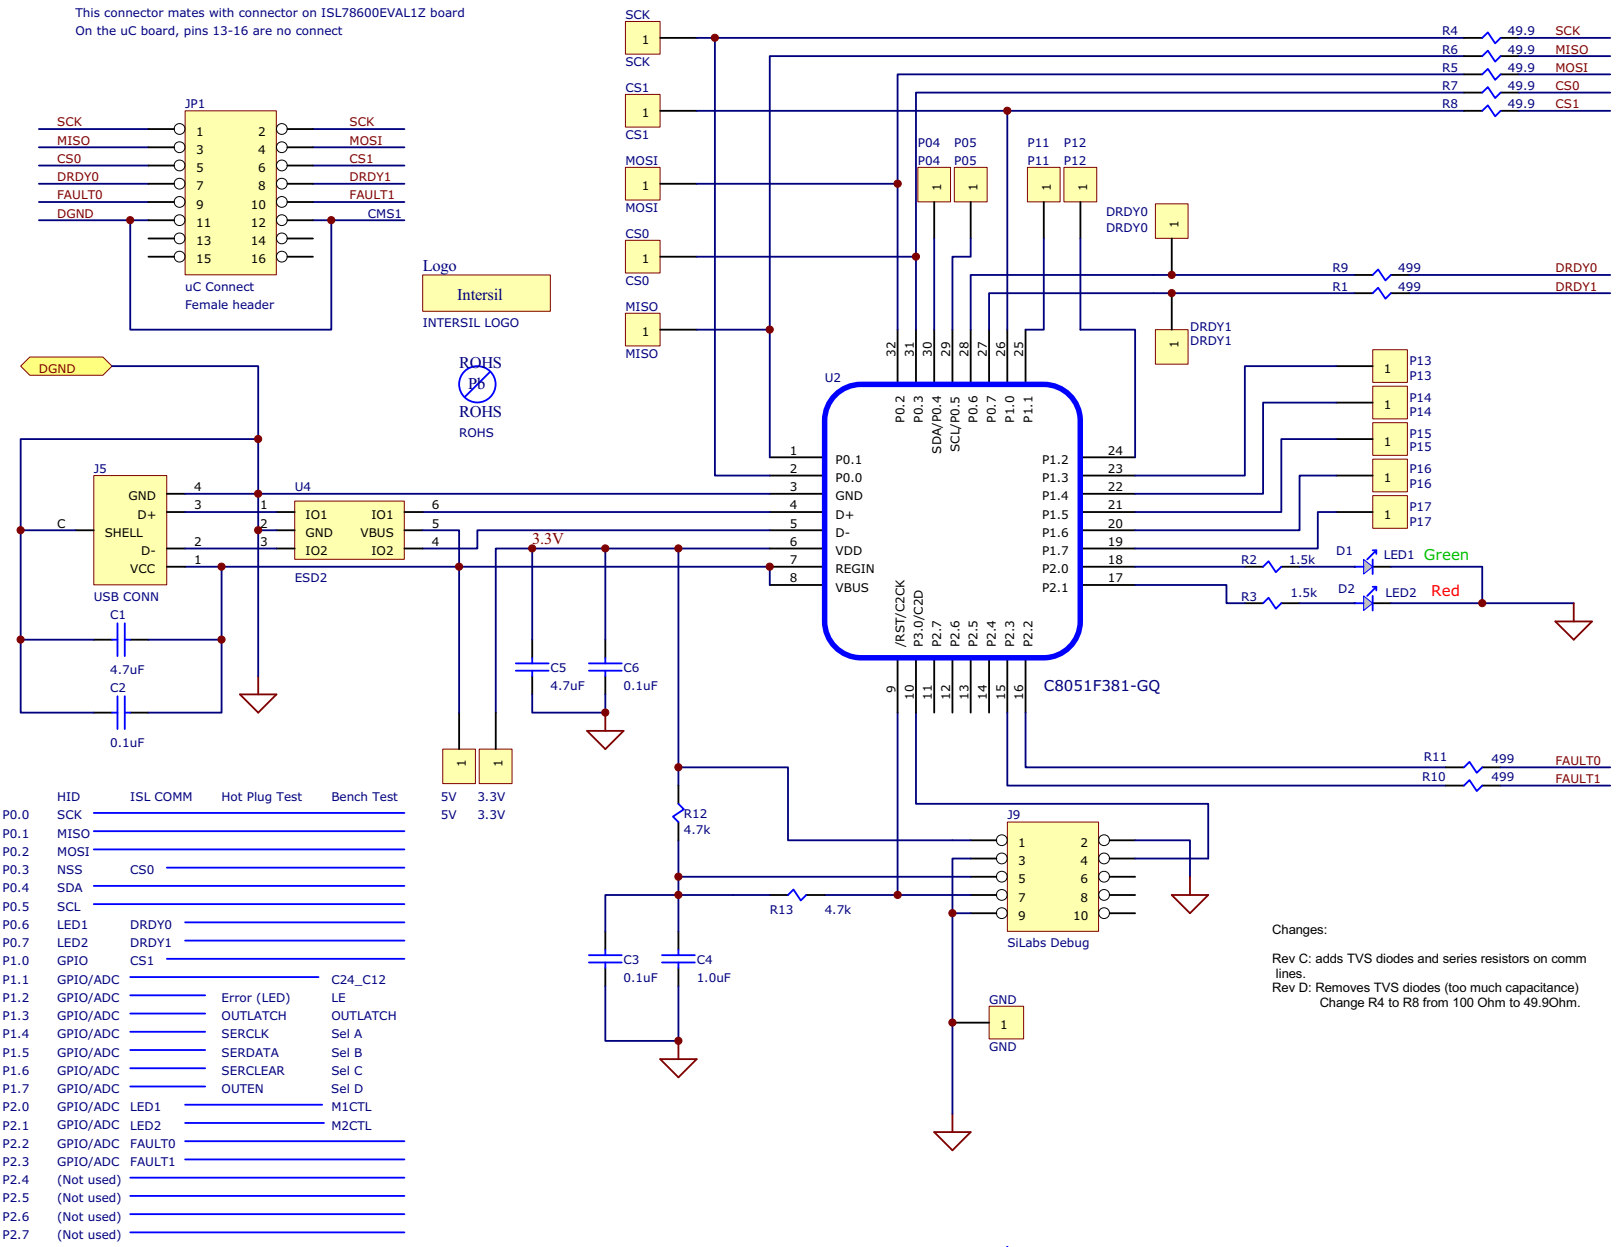 This connector mates with connector on ISL78600EVAL1Z board
On the uC board, pins 13-16 are no connect
JP1
SCK 1 2 SCK
MISO 3 4 MOSI
CS0 5 6 CS1
DRDY0 7 8 DRDY1
FAULT0 9 10 FAULT1
DGND 11 12 CMS1
13 14
15 16
uC Connect
Female header
Logo
Intersil
INTERSIL LOGO
ROHS
Pb
ROHS
ROHS
SCK
1
SCK
CS1
1
CS1
MOSI
1
MOSI
CS0
1
CS0
MISO
1
MISO
R4 49.9 SCK
R6 49.9 MISO
R5 49.9 MOSI
R7 49.9 CS0
R8 49.9 CS1
P04 P05 P11 P12
P04 P05 P11 P12
1 1 1 1
DRDY0
DRDY0
1
R9 499 DRDY0
R1 499 DRDY1
DRDY1
DRDY1
1
DGND
J5
GND 4
D+ 3
C SHELL
D- 2
VCC 1
USB CONN
C1
4.7uF
C2
0.1uF
U4
1 IO1 IO1 6
2 GND VBUS 5
3 IO2 IO2 4
ESD2
3.3V
U2
32 31 30 29 28 27 26 25
P0.2 P0.3 SDA/P0.4 SCL/P0.5 P0.6 P0.7 P1.0 P1.1
1 P0.1 P1.2 24
2 P0.0 P1.3 23
3 GND P1.4 22
4 D+ P1.5 21
5 D- P1.6 20
6 VDD P1.7 19
7 REGIN P2.0 18
8 VBUS P2.1 17
/RST/C2CK P3.0/C2D P2.7 P2.6 P2.5 P2.4 P2.3 P2.2
9 10 11 12 13 14 15 16
C8051F381-GQ
1 P13
P13
1 P14
P14
1 P15
P15
1 P16
P16
1 P17
P17
R2 1.5k D1 LED1 Green
R3 1.5k D2 LED2 Red
C5
4.7uF
C6
0.1uF
1 1
5V 3.3V
5V 3.3V
R11 499 FAULT0
R10 499 FAULT1
R12
4.7k
R13 4.7k
C3
0.1uF
C4
1.0uF
J9
1 2
3 4
5 6
7 8
9 10
SiLabs Debug
GND
1
GND
Changes:
Rev C: adds TVS diodes and series resistors on comm
lines.
Rev D: Removes TVS diodes (too much capacitance)
Change R4 to R8 from 100 Ohm to 49.9Ohm.
HID ISL COMM Hot Plug Test Bench Test
P0.0 SCK
P0.1 MISO
P0.2 MOSI
P0.3 NSS CS0
P0.4 SDA
P0.5 SCL
P0.6 LED1 DRDY0
P0.7 LED2 DRDY1
P1.0 GPIO CS1
P1.1 GPIO/ADC C24_C12
P1.2 GPIO/ADC Error (LED) LE
P1.3 GPIO/ADC OUTLATCH OUTLATCH
P1.4 GPIO/ADC SERCLK Sel A
P1.5 GPIO/ADC SERDATA Sel B
P1.6 GPIO/ADC SERCLEAR Sel C
P1.7 GPIO/ADC OUTEN Sel D
P2.0 GPIO/ADC LED1 M1CTL
P2.1 GPIO/ADC LED2 M2CTL
P2.2 GPIO/ADC FAULT0
P2.3 GPIO/ADC FAULT1
P2.4 (Not used)
P2.5 (Not used)
P2.6 (Not used)
P2.7 (Not used)